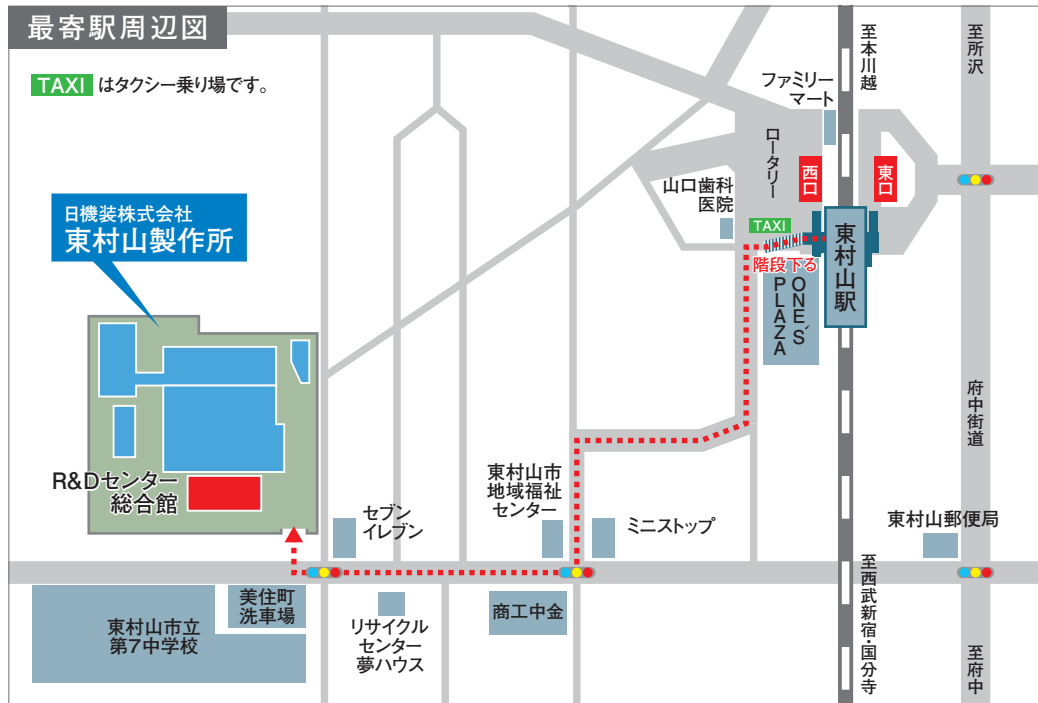 最寄駅周辺図
TAXI はタクシー乗り場です。
至本川越
至所沢
ファミリー
マート
ロータリー
西口
東口
山口歯科
医院
TAXI
階段下る
ONE'S
PLAZA
東村山駅
日機装株式会社
東村山製作所
R&Dセンター
総合館
府中街道
東村山市
地域福祉
センター
セブン
イレブン
ミニストップ
東村山郵便局
美住町
洗車場
東村山市立
第7中学校
リサイクル
センター
夢ハウス
商工中金
至西武新宿・国分寺
至府中